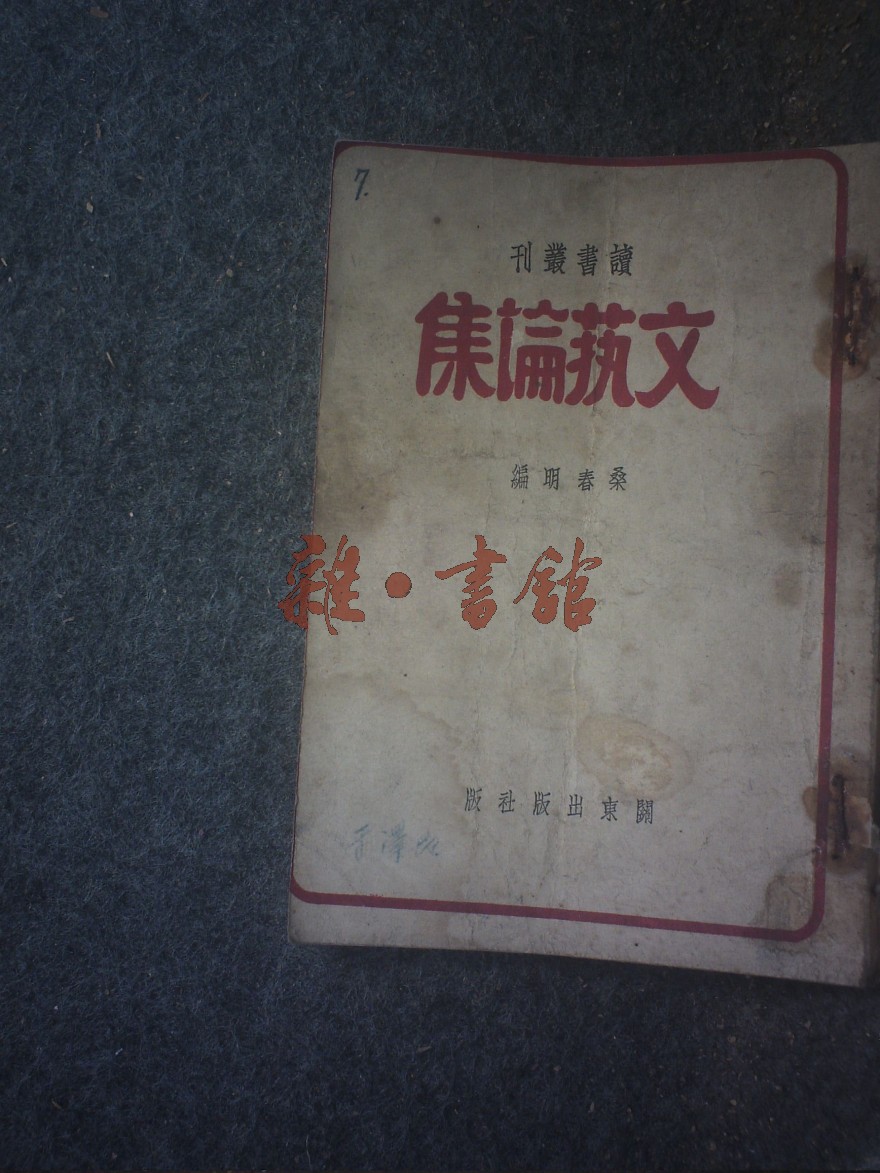 7.
讀書叢刊
文藝論集
桑春明編
雜·書館
關東出版社版